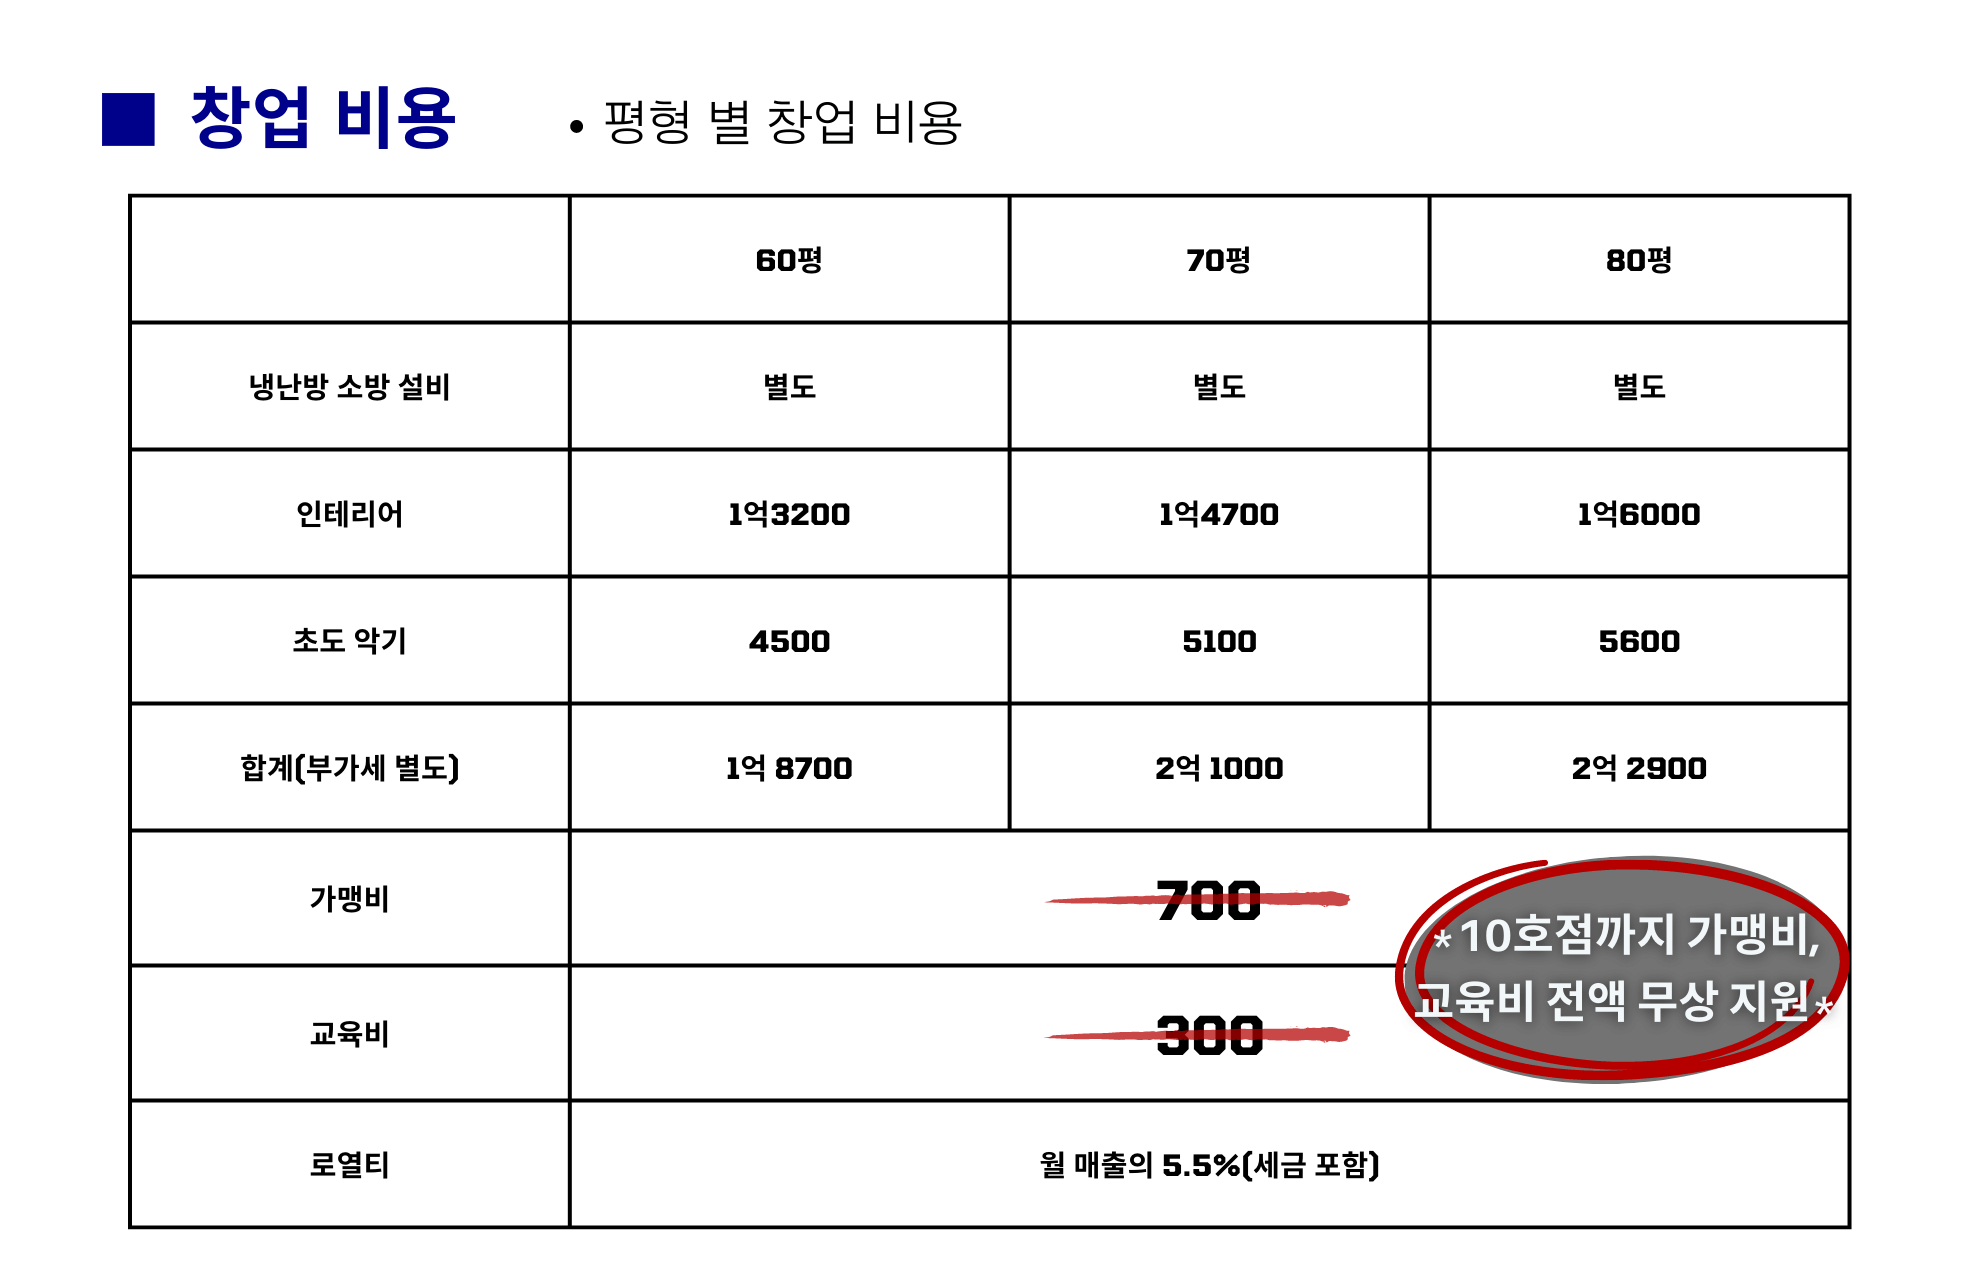 창업 비용
• 평형 별 창업 비용
60평 70평 80평
냉난방 소방 설비 별도 별도 별도
인테리어 1억3200 1억4700 1억6000
초도 악기 4500 5100 5600
합계(부가세 별도) 1억 8700 2억 1000 2억 2900
가맹비 700
*10호점까지 가맹비,
교육비 전액 무상 지원*
교육비 300
로열티 월 매출의 5.5%(세금 포함)